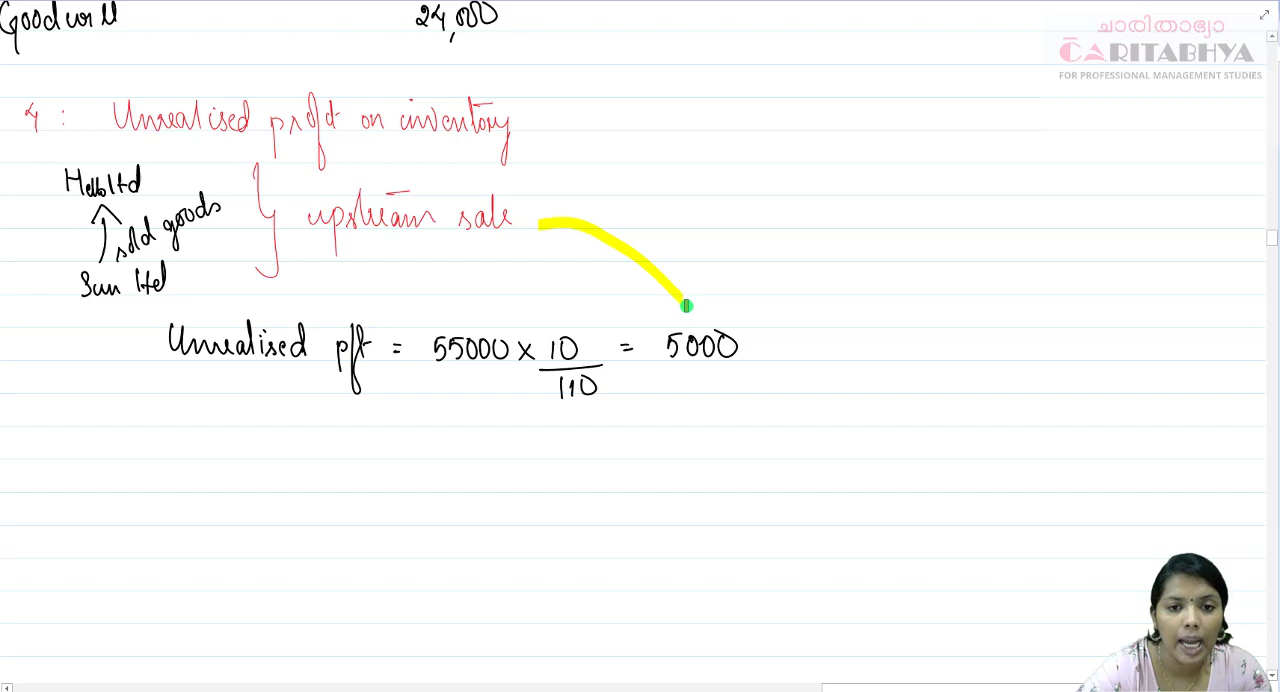 Goodwill 24,000
ചാരിതാഭ്യാ
CARITABHYA
FOR PROFESSIONAL MANAGEMENT STUDIES
4 : Unrealised profit on inventory
Hello ltd
sold goods
Sun ltd
upstream sale
Unrealised pft = 55000 × 10/110 = 5000